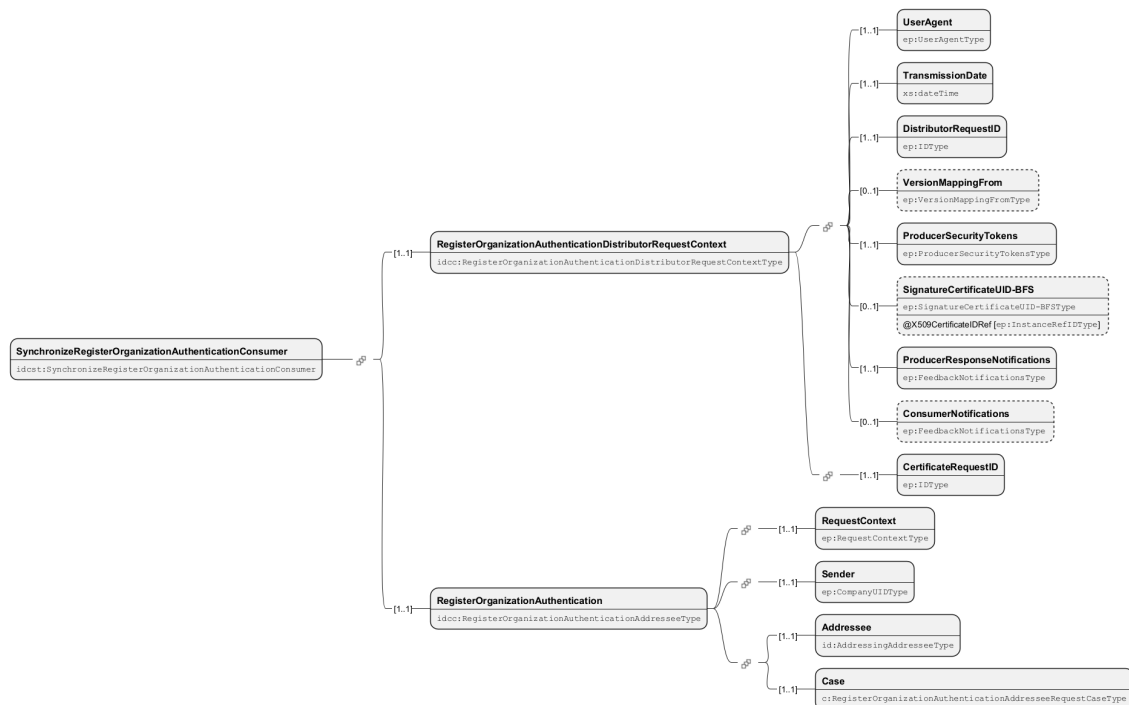 SynchronizeRegisterOrganizationAuthenticationConsumer
idcst:SynchronizeRegisterOrganizationAuthenticationConsumer
[1..1]
RegisterOrganizationAuthenticationDistributorRequestContext
idcc:RegisterOrganizationAuthenticationDistributorRequestContextType
[1..1]
UserAgent
ep:UserAgentType
[1..1]
TransmissionDate
xs:dateTime
[1..1]
DistributorRequestID
ep:IDType
[0..1]
VersionMappingFrom
ep:VersionMappingFromType
[1..1]
ProducerSecurityTokens
ep:ProducerSecurityTokensType
[0..1]
SignatureCertificateUID-BFS
ep:SignatureCertificateUID-BFSType
@X509CertificateIDRef [ep:InstanceRefIDType]
[1..1]
ProducerResponseNotifications
ep:FeedbackNotificationsType
[0..1]
ConsumerNotifications
ep:FeedbackNotificationsType
[1..1]
CertificateRequestID
ep:IDType
[1..1]
RegisterOrganizationAuthentication
idcc:RegisterOrganizationAuthenticationAddresseeType
[1..1]
RequestContext
ep:RequestContextType
[1..1]
Sender
ep:CompanyUIDType
[1..1]
Addressee
id:AddressingAddresseeType
[1..1]
Case
c:RegisterOrganizationAuthenticationAddresseeRequestCaseType